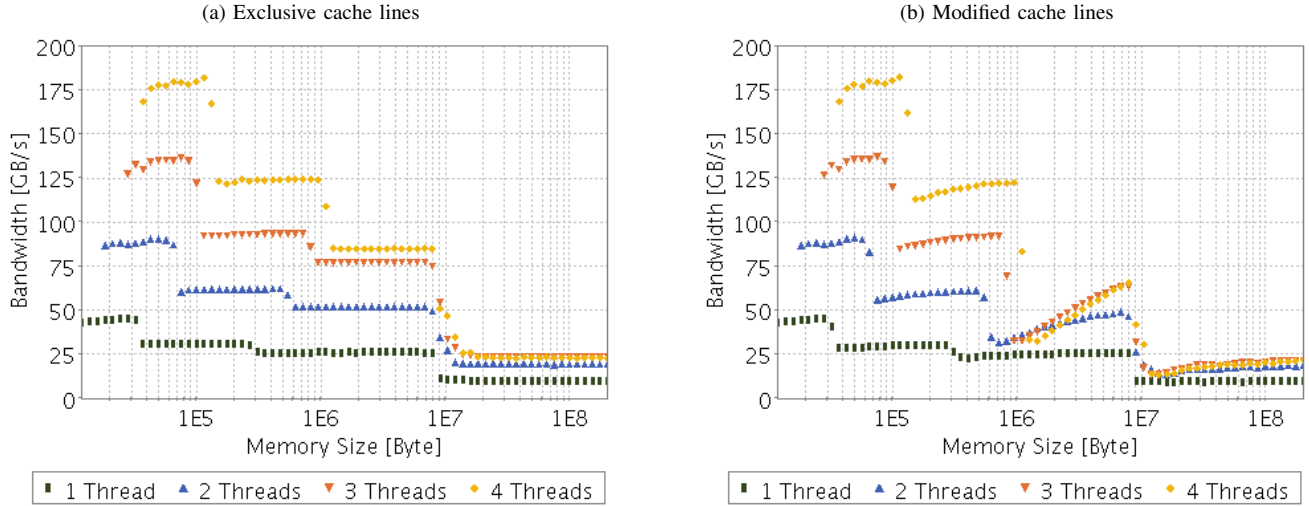 (a) Exclusive cache lines
200
175
150
125
100
75
50
25
0
Bandwidth [GB/s]
1E5 1E6 1E7 1E8
Memory Size [Byte]
1 Thread 2 Threads 3 Threads 4 Threads
(b) Modified cache lines
200
175
150
125
100
75
50
25
0
Bandwidth [GB/s]
1E5 1E6 1E7 1E8
Memory Size [Byte]
1 Thread 2 Threads 3 Threads 4 Threads